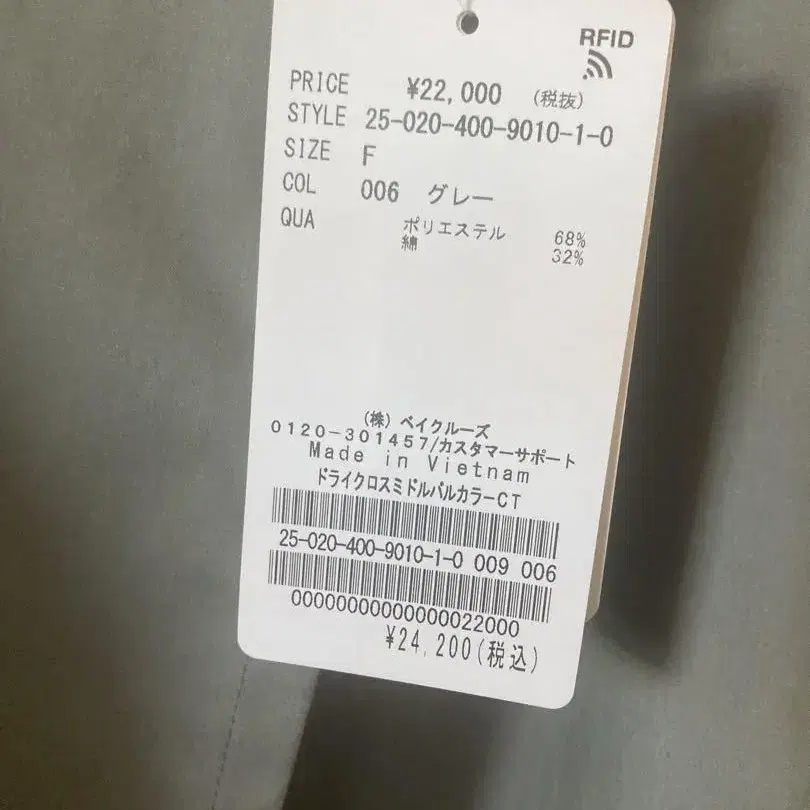 RFID
PRICE ¥22,000 (税抜)
STYLE 25-020-400-9010-1-0
SIZE F
COL 006 グレー
QUA ポリエステル 68%
綿 32%
(株) ベイクルーズ
0120-301457/カスタマーサポート
Made in Vietnam
ドライクロスミドルバルカラーCT
25-020-400-9010-1-0 009 006
00000000000000022000
¥24,200(税込)